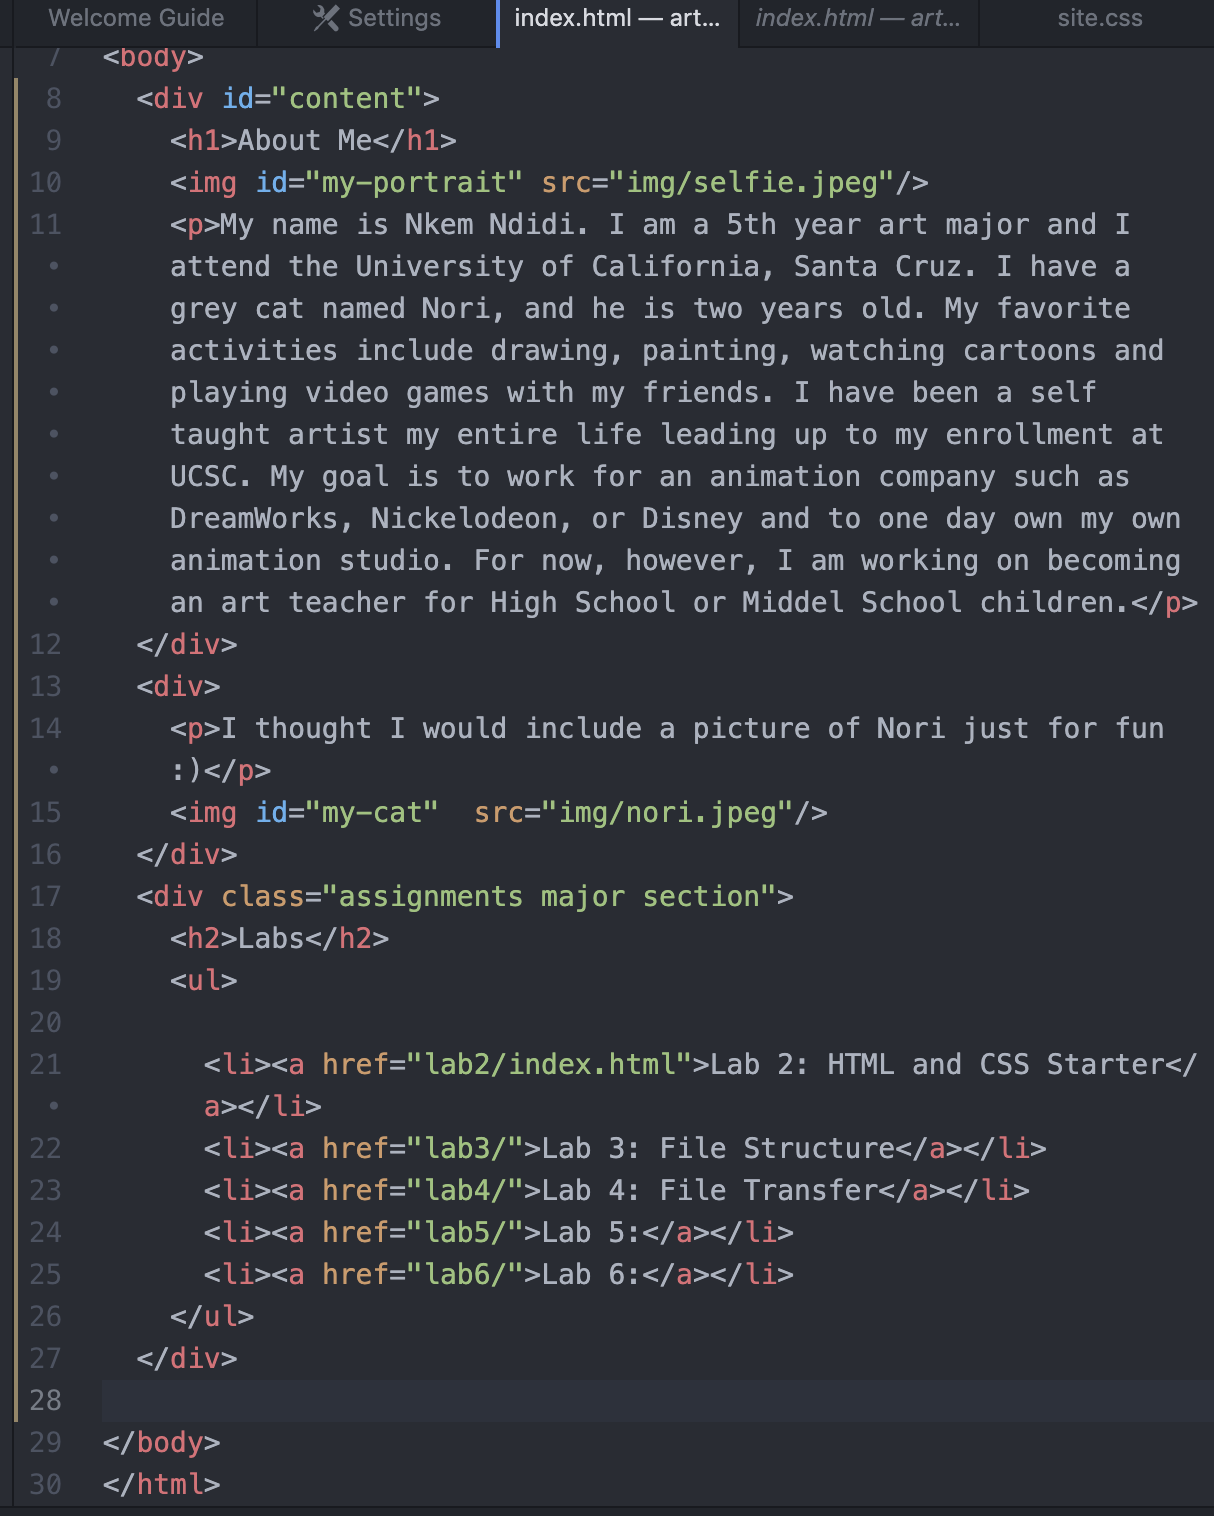 Welcome Guide Settings index.html — art... index.html — art... site.css
7 <body>
8 <div id="content">
9 <h1>About Me</h1>
10 <img id="my-portrait" src="img/selfie.jpeg"/>
11 <p>My name is Nkem Ndidi. I am a 5th year art major and I
• attend the University of California, Santa Cruz. I have a
• grey cat named Nori, and he is two years old. My favorite
• activities include drawing, painting, watching cartoons and
• playing video games with my friends. I have been a self
• taught artist my entire life leading up to my enrollment at
• UCSC. My goal is to work for an animation company such as
• DreamWorks, Nickelodeon, or Disney and to one day own my own
• animation studio. For now, however, I am working on becoming
• an art teacher for High School or Middel School children.</p>
12 </div>
13 <div>
14 <p>I thought I would include a picture of Nori just for fun
• :)</p>
15 <img id="my-cat"  src="img/nori.jpeg"/>
16 </div>
17 <div class="assignments major section">
18 <h2>Labs</h2>
19 <ul>
20
21 <li><a href="lab2/index.html">Lab 2: HTML and CSS Starter</
• a></li>
22 <li><a href="lab3/">Lab 3: File Structure</a></li>
23 <li><a href="lab4/">Lab 4: File Transfer</a></li>
24 <li><a href="lab5/">Lab 5:</a></li>
25 <li><a href="lab6/">Lab 6:</a></li>
26 </ul>
27 </div>
28
29 </body>
30 </html>